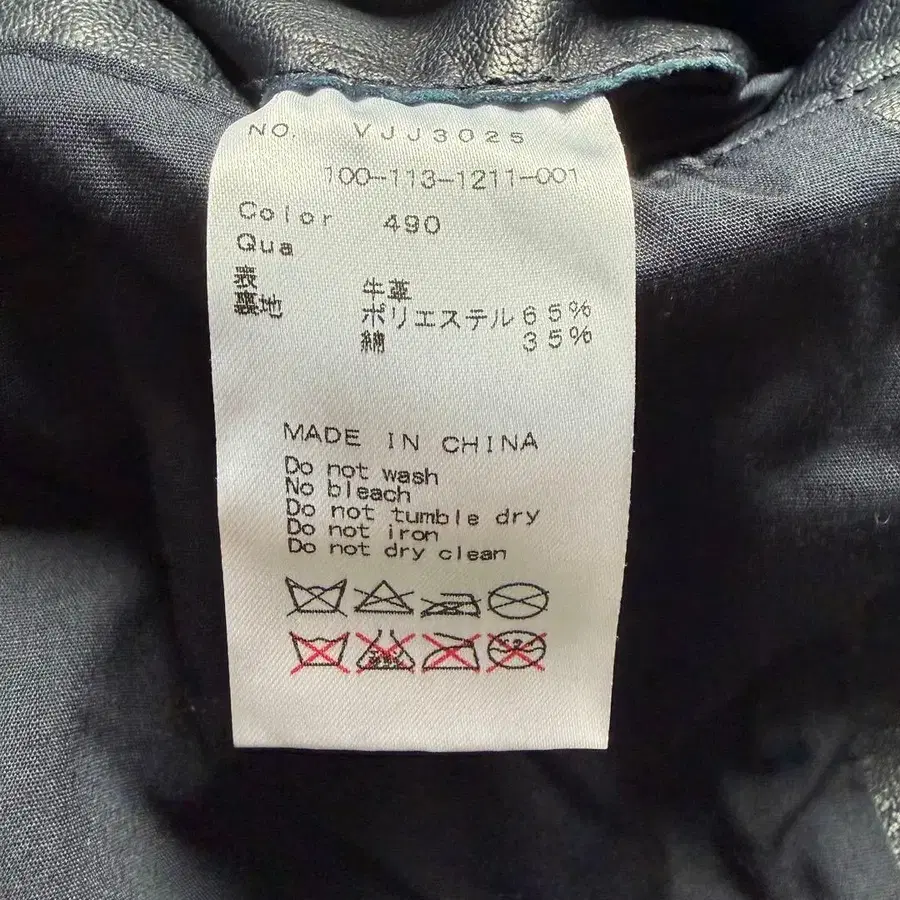 NO. VJJ3025
100-113-1211-001
Color 490
Qua
表 牛革
裏地 ポリエステル65%
綿 35%
MADE IN CHINA
Do not wash
No bleach
Do not tumble dry
Do not iron
Do not dry clean